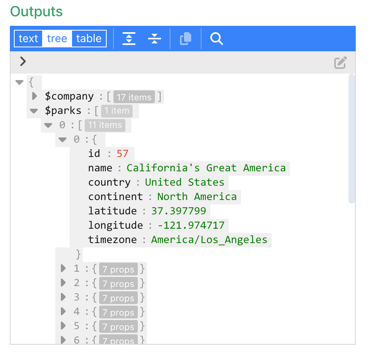 Outputs
text tree table
{
$company : [ 17 items ]
$parks : [ 1 item
0 : [ 11 items
0 : {
id : 57
name : California's Great America
country : United States
continent : North America
latitude : 37.397799
longitude : -121.974717
timezone : America/Los_Angeles
}
1 : { 7 props }
2 : { 7 props }
3 : { 7 props }
4 : { 7 props }
5 : { 7 props }
6 : { 7 props }